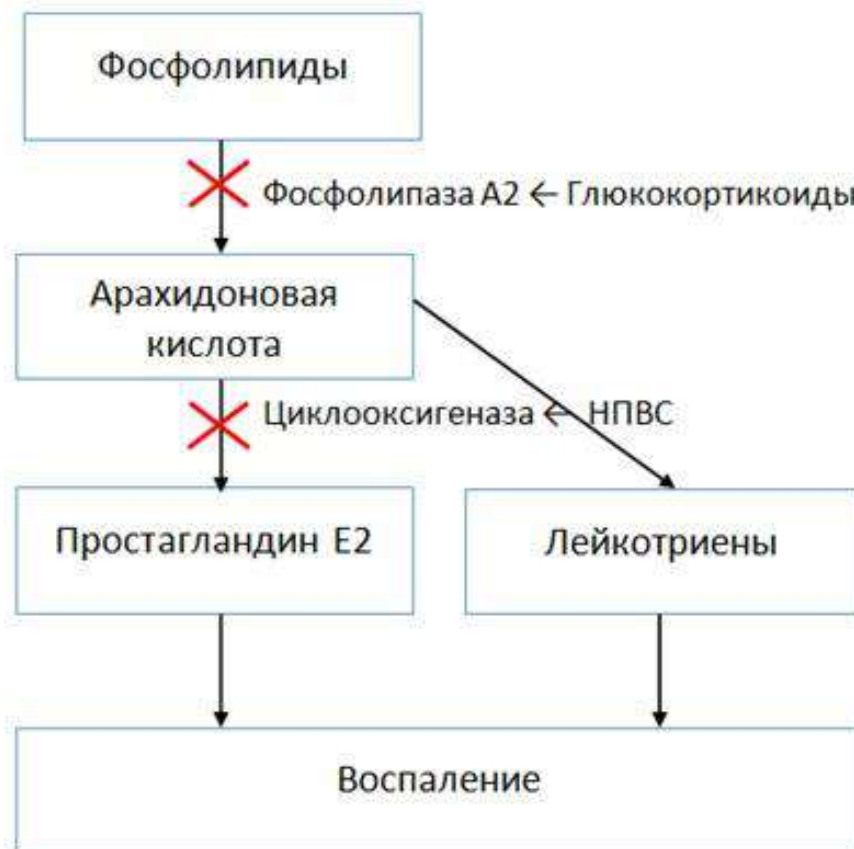 Фосфолипиды
Фосфолипаза А2 ← Глюкокортикоиды
Арахидоновая
кислота
Циклооксигеназа ← НПВС
Простагландин Е2
Лейкотриены
Воспаление